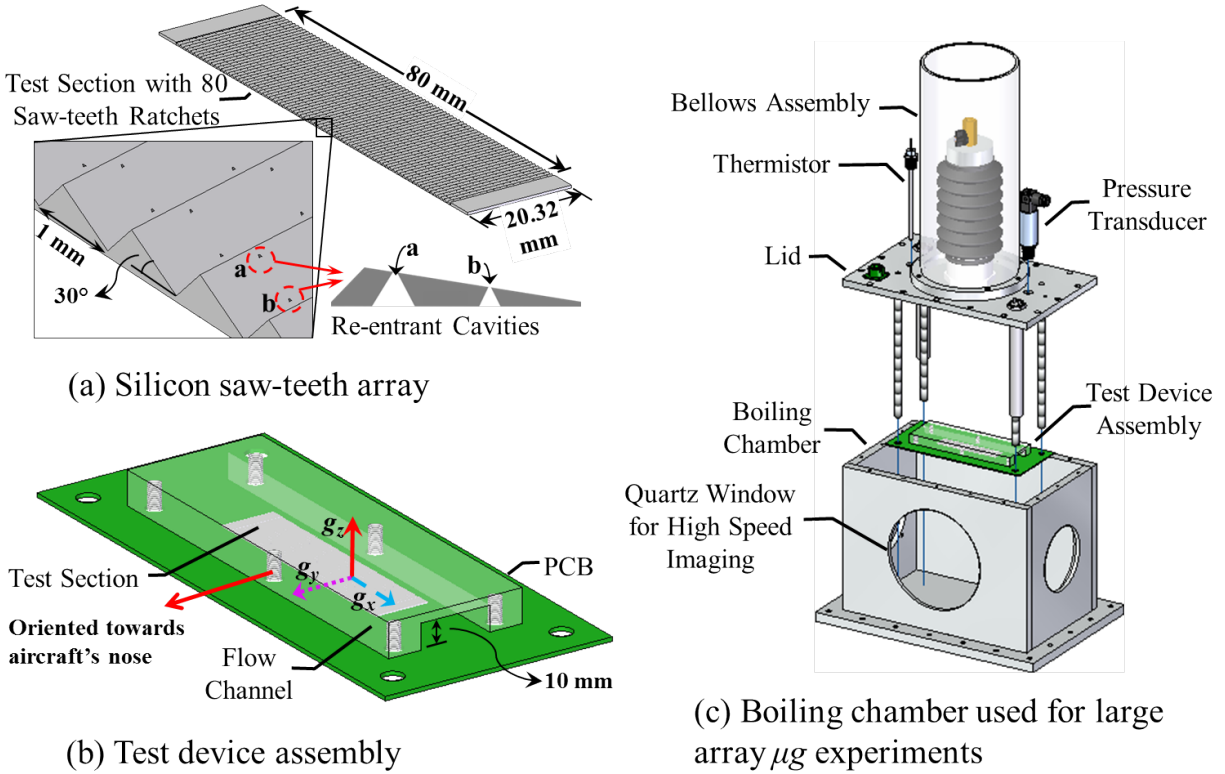 Test Section with 80
Saw-teeth Ratchets
80 mm
20.32
mm
1 mm
30°
a
b
a
b
Re-entrant Cavities
(a) Silicon saw-teeth array
Test Section
g_z
g_y
g_x
PCB
Oriented towards
aircraft's nose
Flow
Channel
10 mm
(b) Test device assembly
Bellows Assembly
Thermistor
Pressure
Transducer
Lid
Test Device
Assembly
Boiling
Chamber
Quartz Window
for High Speed
Imaging
(c) Boiling chamber used for large
array μg experiments